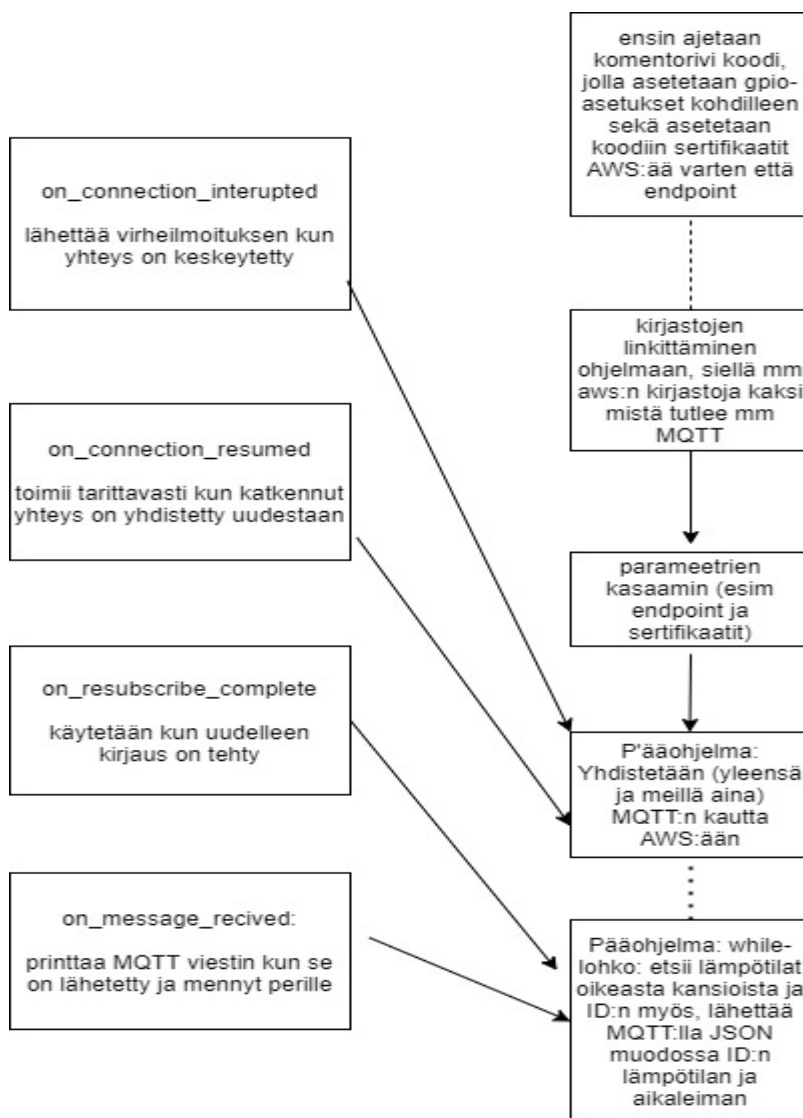 on_connection_interupted
lähettää virheilmoituksen kun
yhteys on keskeytetty
on_connection_resumed
toimii tarittavasti kun katkennut
yhteys on yhdistetty uudestaan
on_resubscribe_complete
käytetään kun uudelleen
kirjaus on tehty
on_message_recived:
printtaa MQTT viestin kun se
on lähetetty ja mennyt perille
ensin ajetaan
komentorivi koodi,
jolla asetetaan gpio-
asetukset kohdilleen
sekä asetetaan
koodiin sertifikaatit
AWS:ää varten että
endpoint
kirjastojen
linkittäminen
ohjelmaan, siellä mm
aws:n kirjastoja kaksi
mistä tutlee mm
MQTT
parameetrien
kasaamin (esim
endpoint ja
sertifikaatit)
P'ääohjelma:
Yhdistetään (yleensä
ja meillä aina)
MQTT:n kautta
AWS:ään
Pääohjelma: while-
lohko: etsii lämpötilat
oikeasta kansioista ja
ID:n myös, lähettää
MQTT:lla JSON
muodossa ID:n
lämpötilan ja
aikaleiman